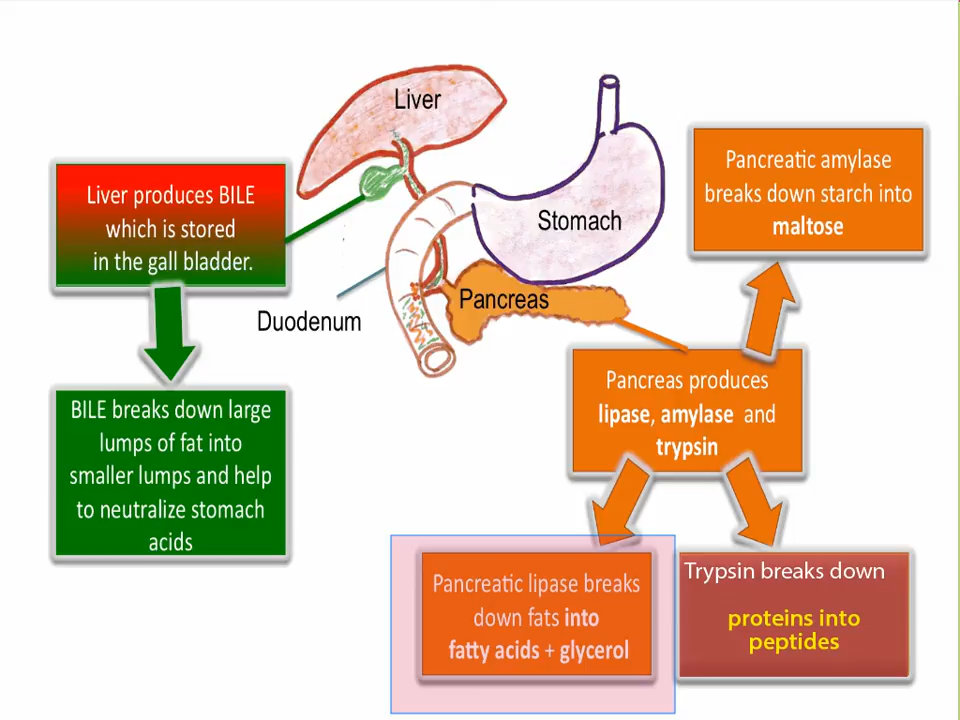 Liver
Stomach
Pancreas
Duodenum
Liver produces BILE
which is stored
in the gall bladder.
BILE breaks down large
lumps of fat into
smaller lumps and help
to neutralize stomach
acids
Pancreatic amylase
breaks down starch into
maltose
Pancreas produces
lipase, amylase and
trypsin
Pancreatic lipase breaks
down fats into
fatty acids + glycerol
Trypsin breaks down
proteins into
peptides